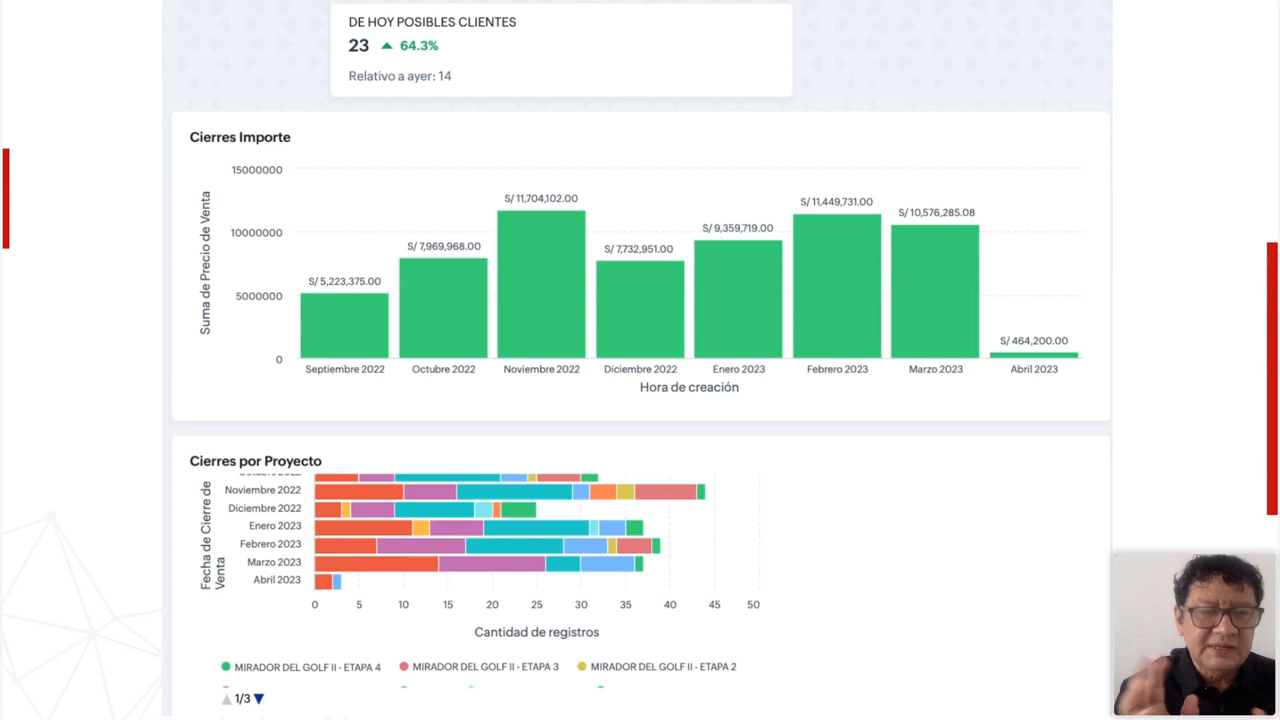 DE HOY POSIBLES CLIENTES
23 64.3%
Relativo a ayer: 14
Cierres Importe
Suma de Precio de Venta
15000000
10000000
5000000
0
S/ 5,223,375.00
S/ 7,969,968.00
S/ 11,704,102.00
S/ 7,732,951.00
S/ 9,359,719.00
S/ 11,449,731.00
S/ 10,576,285.08
S/ 464,200.00
Septiembre 2022
Octubre 2022
Noviembre 2022
Diciembre 2022
Enero 2023
Febrero 2023
Marzo 2023
Abril 2023
Hora de creación
Cierres por Proyecto
Fecha de Cierre de
Venta
Noviembre 2022
Diciembre 2022
Enero 2023
Febrero 2023
Marzo 2023
Abril 2023
0 5 10 15 20 25 30 35 40 45 50
Cantidad de registros
MIRADOR DEL GOLF II - ETAPA 4
MIRADOR DEL GOLF II - ETAPA 3
MIRADOR DEL GOLF II - ETAPA 2
1/3